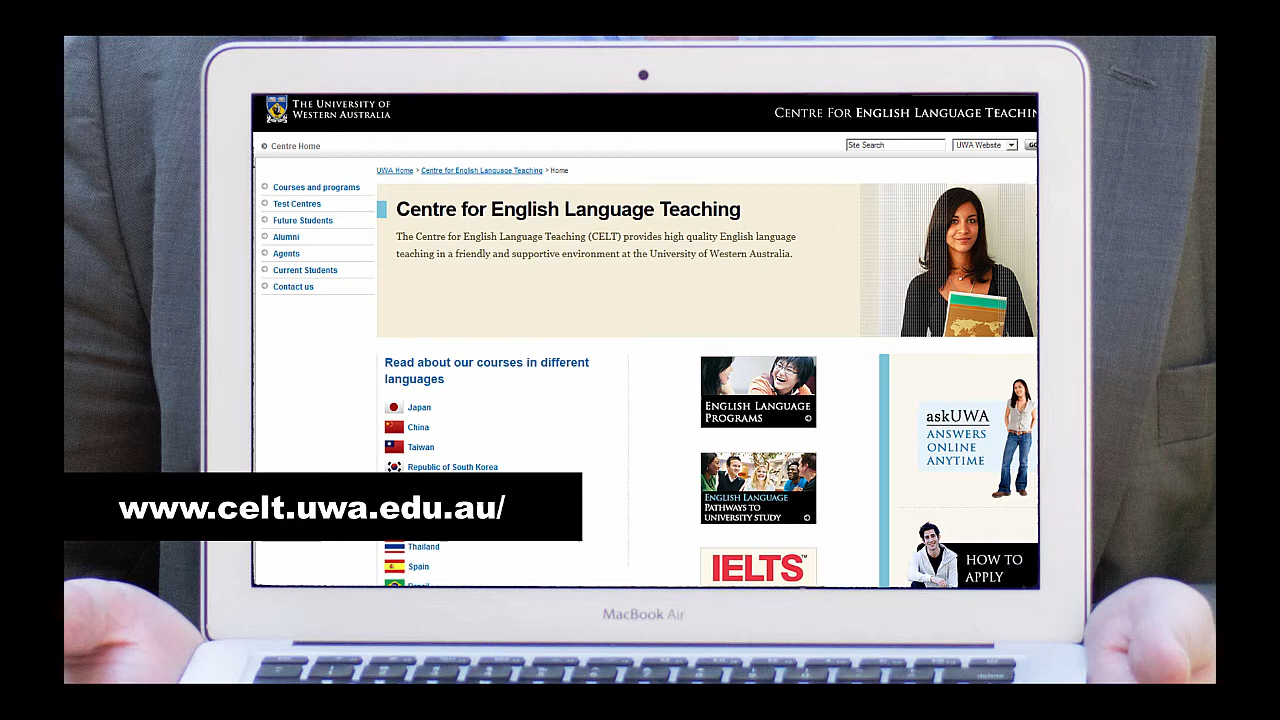 THE UNIVERSITY OF
WESTERN AUSTRALIA
CENTRE FOR ENGLISH LANGUAGE TEACHIN
Centre Home
Site Search
UWA Website
GO
UWA Home > Centre for English Language Teaching > Home
Courses and programs
Test Centres
Future Students
Alumni
Agents
Current Students
Contact us
Centre for English Language Teaching
The Centre for English Language Teaching (CELT) provides high quality English language
teaching in a friendly and supportive environment at the University of Western Australia.
Read about our courses in different
languages
Japan
China
Taiwan
Republic of South Korea
Thailand
Spain
Brazil
ENGLISH LANGUAGE
PROGRAMS
ENGLISH LANGUAGE
PATHWAYS TO
UNIVERSITY STUDY
IELTS™
askUWA
ANSWERS
ONLINE
ANYTIME
HOW TO
APPLY
www.celt.uwa.edu.au/
MacBook Air